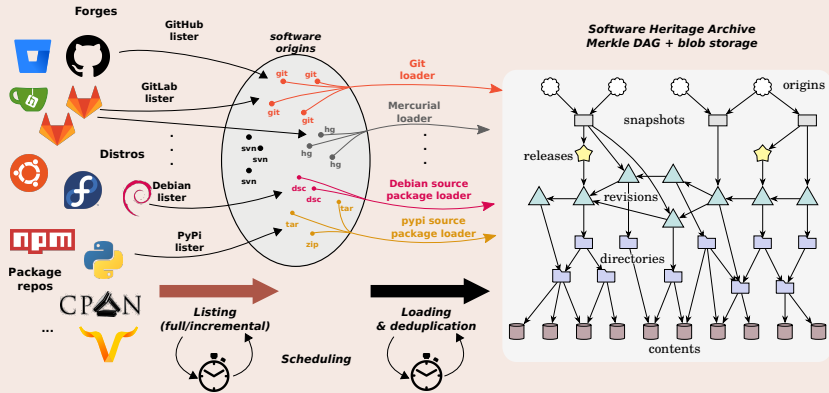 Forges
GitHub
lister
GitLab
lister
Distros
Debian
lister
npm
PyPi
lister
Package
repos
CPAN
...
software
origins
git
git
git
git
hg
hg
hg
svn
svn
svn
dsc
dsc
tar
tar
zip
Git
loader
Mercurial
loader
Debian source
package loader
pypi source
package loader
Listing
(full/incremental)
Loading
& deduplication
Scheduling
Software Heritage Archive
Merkle DAG + blob storage
origins
snapshots
releases
revisions
directories
contents